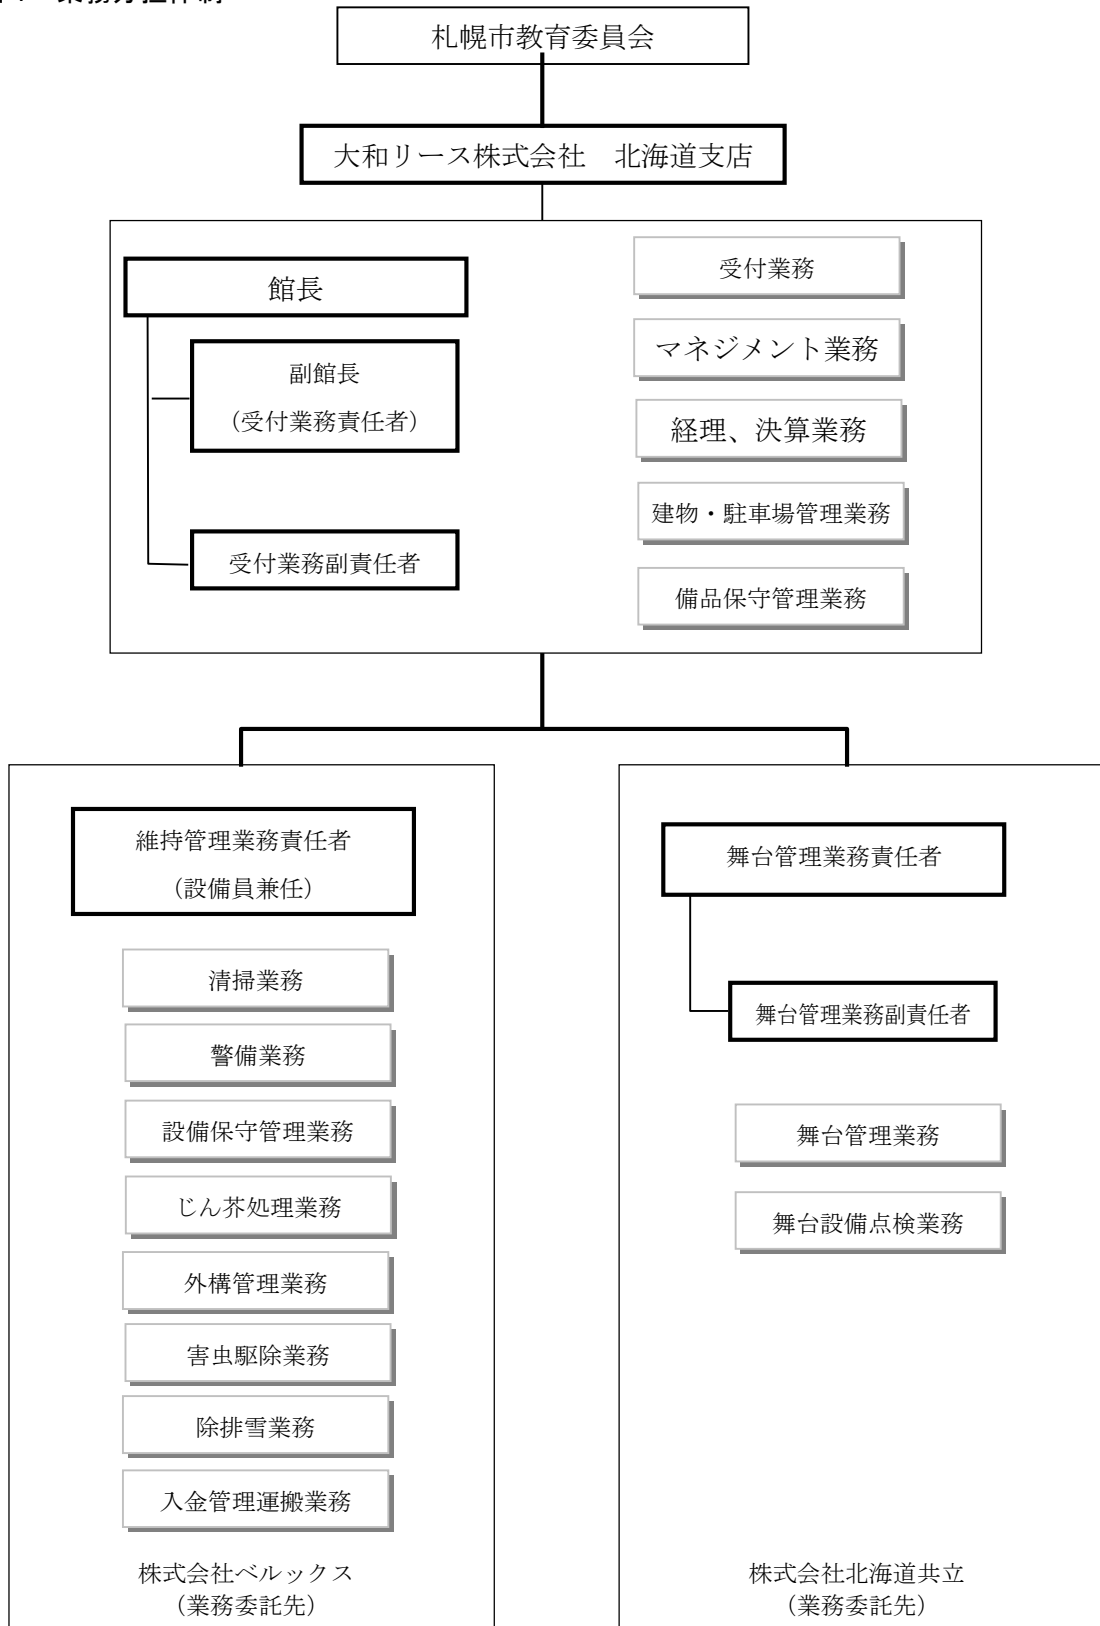 札幌市教育委員会
大和リース株式会社　北海道支店
館長
副館長
（受付業務責任者）
受付業務副責任者
受付業務
マネジメント業務
経理、決算業務
建物・駐車場管理業務
備品保守管理業務
維持管理業務責任者
（設備員兼任）
清掃業務
警備業務
設備保守管理業務
じん芥処理業務
外構管理業務
害虫駆除業務
除排雪業務
入金管理運搬業務
株式会社ベルックス
（業務委託先）
舞台管理業務責任者
舞台管理業務副責任者
舞台管理業務
舞台設備点検業務
株式会社北海道共立
（業務委託先）